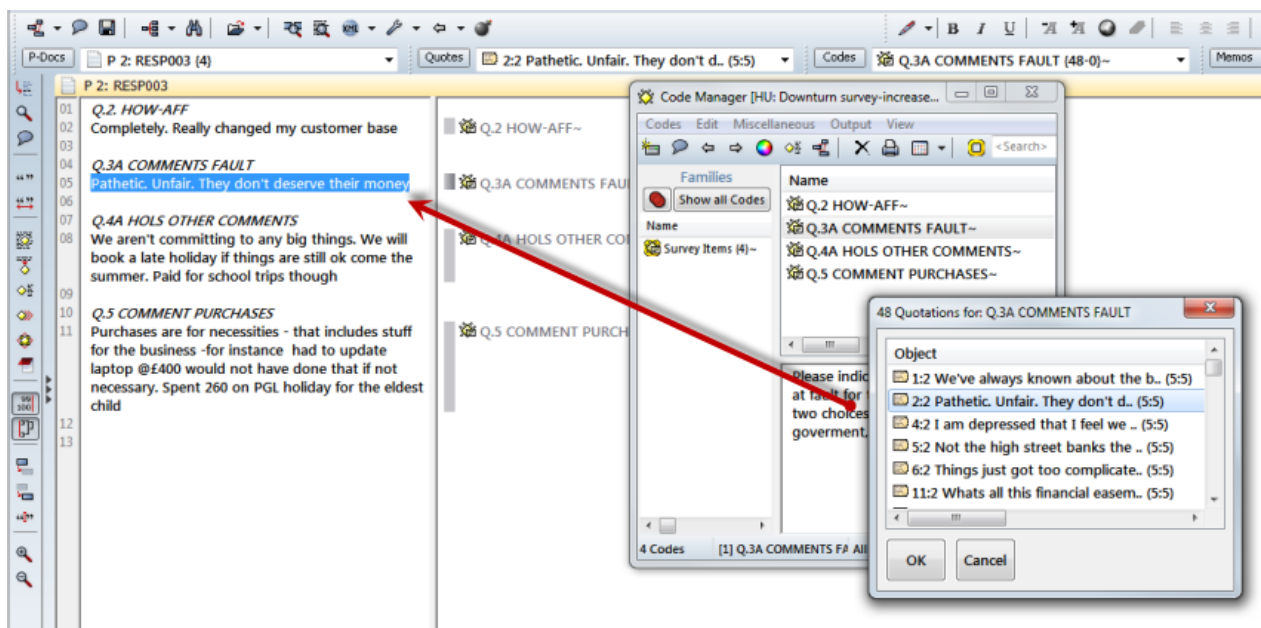 XML
B I U A A
P-Docs P 2: RESP003 {4} Quotes 2:2 Pathetic. Unfair. They don't d.. (5:5) Codes Q.3A COMMENTS FAULT {48-0}~ Memos
P 2: RESP003
01 Q.2. HOW-AFF
02 Completely. Really changed my customer base
03
04 Q.3A COMMENTS FAULT
05 Pathetic. Unfair. They don't deserve their money
06
07 Q.4A HOLS OTHER COMMENTS
08 We aren't committing to any big things. We will
book a late holiday if things are still ok come the
summer. Paid for school trips though
09
10 Q.5 COMMENT PURCHASES
11 Purchases are for necessities - that includes stuff
for the business -for instance had to update
laptop @£400 would not have done that if not
necessary. Spent 260 on PGL holiday for the eldest
child
12
13
Q.2 HOW-AFF~
Q.3A COMMENTS FAU
Q.4A HOLS OTHER CO
Q.5 COMMENT PURCH
Code Manager [HU: Downturn survey-increase...
Codes Edit Miscellaneous Output View
<Search>
Families
Show all Codes
Name
Survey Items (4)~
Name
Q.2 HOW-AFF~
Q.3A COMMENTS FAULT~
Q.4A HOLS OTHER COMMENTS~
Q.5 COMMENT PURCHASES~
Please indic
at fault for
two choices
goverment,
4 Codes [1] Q.3A COMMENTS FA All
48 Quotations for: Q.3A COMMENTS FAULT
Object
1:2 We've always known about the b.. (5:5)
2:2 Pathetic. Unfair. They don't d.. (5:5)
4:2 I am depressed that I feel we .. (5:5)
5:2 Not the high street banks the .. (5:5)
6:2 Things just got too complicate.. (5:5)
11:2 Whats all this financial easem.. (5:5)
OK Cancel